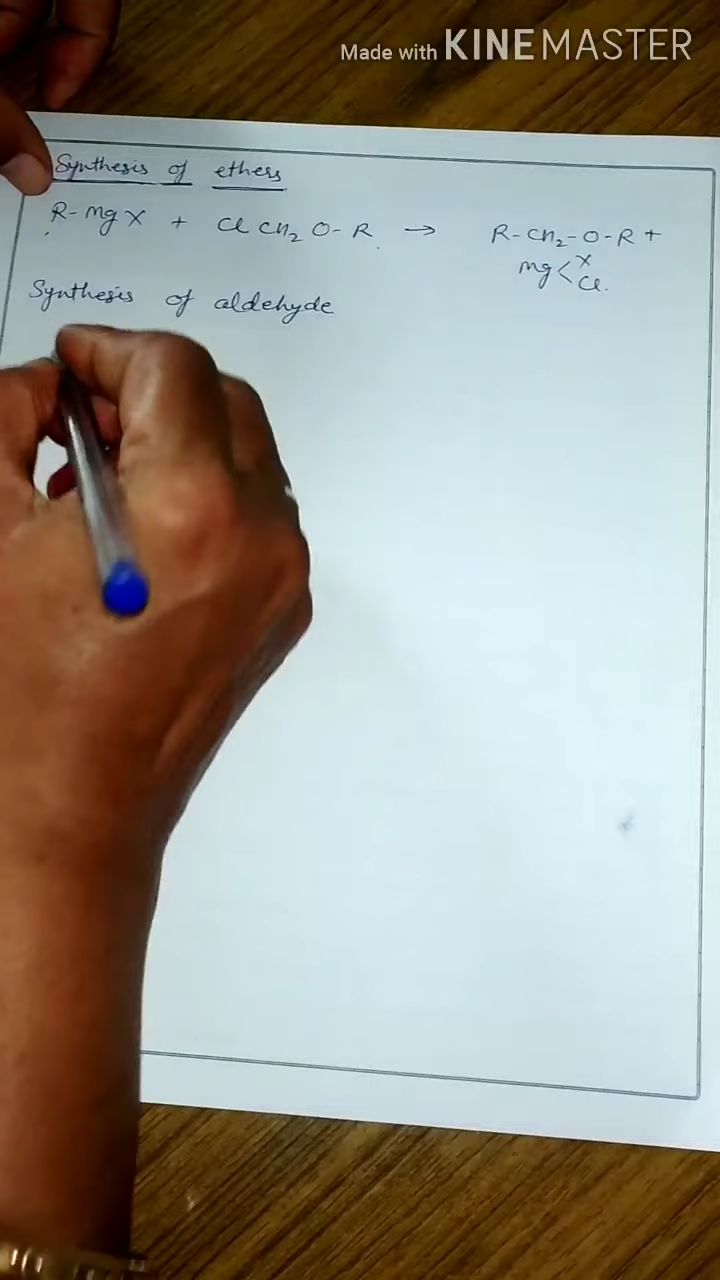 Made with KINEMASTER
Synthesis of ethers
R-MgX + ClCH₂O-R → R-CH₂-O-R +
Mg<X Cl.
Synthesis of aldehyde